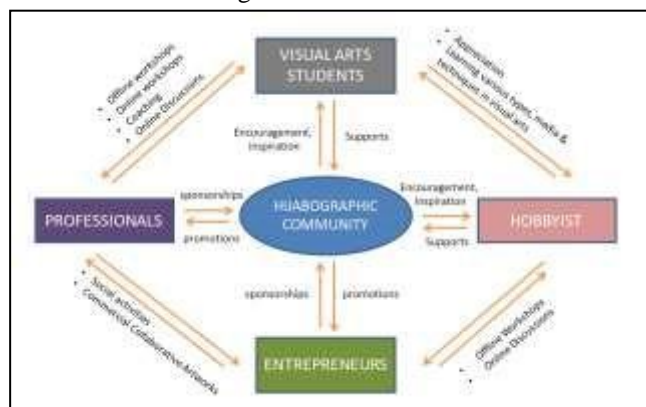 VISUAL ARTS
STUDENTS
• Offline workshops
• Online workshops
• Coaching
• Online Discussions
• Appreciation
• Learning various types, media &
techniques in visual arts
Encouragement,
Inspiration
Supports
PROFESSIONALS
sponsorships
promotions
HUABOGRAPHIC
COMMUNITY
Encouragement,
Inspiration
Supports
HOBBYIST
sponsorships
promotions
• Social activities
• Commercial Collaborative Artworks
• Offline Workshops
• Online Discussions
ENTREPRENEURS